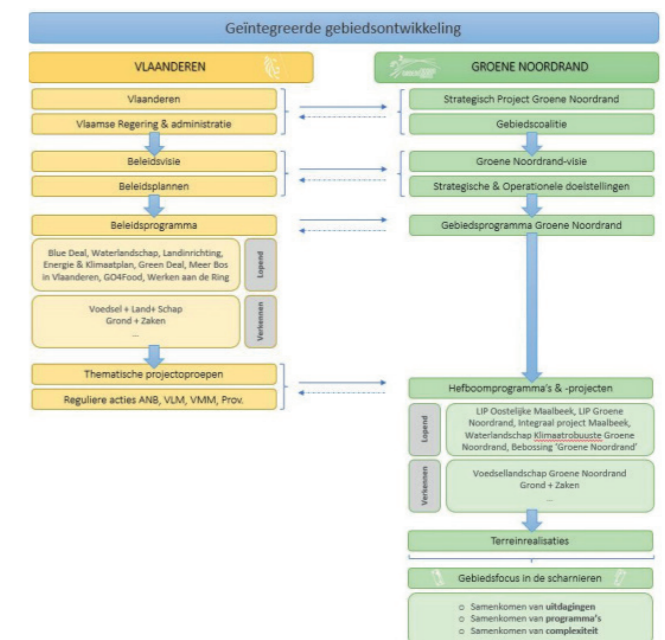 Geïntegreerde gebiedsontwikkeling
VLAANDEREN
Vlaanderen
Vlaamse Regering & administratie
Beleidsvisie
Beleidsplannen
Beleidsprogramma
Blue Deal, Waterlandschap, Landinrichting,
Energie & Klimaatplan, Green Deal, Meer Bos
in Vlaanderen, GO4Food, Werken aan de Ring
Lopend
Voedsel + Land+ Schap
Grond + Zaken
...
Verkennen
Thematische projectoproepen
Reguliere acties ANB, VLM, VMM, Prov.
GROENE NOORDRAND
Strategisch Project Groene Noordrand
Gebiedscoalitie
Groene Noordrand-visie
Strategische & Operationele doelstellingen
Gebiedsprogramma Groene Noordrand
Hefboomprogramma's & -projecten
Lopend
LIP Oostelijke Maalbeek, LIP Groene
Noordrand, Integraal project Maalbeek,
Waterlandschap Klimaatrobuuste Groene
Noordrand, Bebossing 'Groene Noordrand'
Verkennen
Voedsellandschap Groene Noordrand
Grond + Zaken
...
Terreinrealisaties
Gebiedsfocus in de scharnieren
o Samenkomen van uitdagingen
o Samenkomen van programma's
o Samenkomen van complexiteit